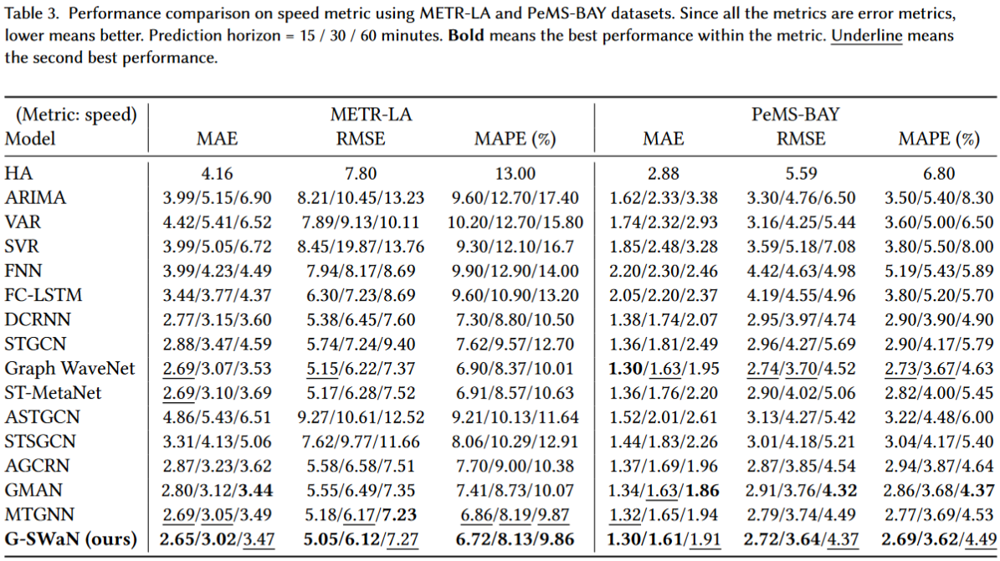 Table 3. Performance comparison on speed metric using METR-LA and PeMS-BAY datasets. Since all the metrics are error metrics,
lower means better. Prediction horizon = 15 / 30 / 60 minutes. Bold means the best performance within the metric. Underline means
the second best performance.
(Metric: speed) METR-LA PeMS-BAY
Model MAE RMSE MAPE (%) MAE RMSE MAPE (%)
HA 4.16 7.80 13.00 2.88 5.59 6.80
ARIMA 3.99/5.15/6.90 8.21/10.45/13.23 9.60/12.70/17.40 1.62/2.33/3.38 3.30/4.76/6.50 3.50/5.40/8.30
VAR 4.42/5.41/6.52 7.89/9.13/10.11 10.20/12.70/15.80 1.74/2.32/2.93 3.16/4.25/5.44 3.60/5.00/6.50
SVR 3.99/5.05/6.72 8.45/19.87/13.76 9.30/12.10/16.7 1.85/2.48/3.28 3.59/5.18/7.08 3.80/5.50/8.00
FNN 3.99/4.23/4.49 7.94/8.17/8.69 9.90/12.90/14.00 2.20/2.30/2.46 4.42/4.63/4.98 5.19/5.43/5.89
FC-LSTM 3.44/3.77/4.37 6.30/7.23/8.69 9.60/10.90/13.20 2.05/2.20/2.37 4.19/4.55/4.96 3.80/5.20/5.70
DCRNN 2.77/3.15/3.60 5.38/6.45/7.60 7.30/8.80/10.50 1.38/1.74/2.07 2.95/3.97/4.74 2.90/3.90/4.90
STGCN 2.88/3.47/4.59 5.74/7.24/9.40 7.62/9.57/12.70 1.36/1.81/2.49 2.96/4.27/5.69 2.90/4.17/5.79
Graph WaveNet 2.69/3.07/3.53 5.15/6.22/7.37 6.90/8.37/10.01 1.30/1.63/1.95 2.74/3.70/4.52 2.73/3.67/4.63
ST-MetaNet 2.69/3.10/3.69 5.17/6.28/7.52 6.91/8.57/10.63 1.36/1.76/2.20 2.90/4.02/5.06 2.82/4.00/5.45
ASTGCN 4.86/5.43/6.51 9.27/10.61/12.52 9.21/10.13/11.64 1.52/2.01/2.61 3.13/4.27/5.42 3.22/4.48/6.00
STSGCN 3.31/4.13/5.06 7.62/9.77/11.66 8.06/10.29/12.91 1.44/1.83/2.26 3.01/4.18/5.21 3.04/4.17/5.40
AGCRN 2.87/3.23/3.62 5.58/6.58/7.51 7.70/9.00/10.38 1.37/1.69/1.96 2.87/3.85/4.54 2.94/3.87/4.64
GMAN 2.80/3.12/3.44 5.55/6.49/7.35 7.41/8.73/10.07 1.34/1.63/1.86 2.91/3.76/4.32 2.86/3.68/4.37
MTGNN 2.69/3.05/3.49 5.18/6.17/7.23 6.86/8.19/9.87 1.32/1.65/1.94 2.79/3.74/4.49 2.77/3.69/4.53
G-SWaN (ours) 2.65/3.02/3.47 5.05/6.12/7.27 6.72/8.13/9.86 1.30/1.61/1.91 2.72/3.64/4.37 2.69/3.62/4.49